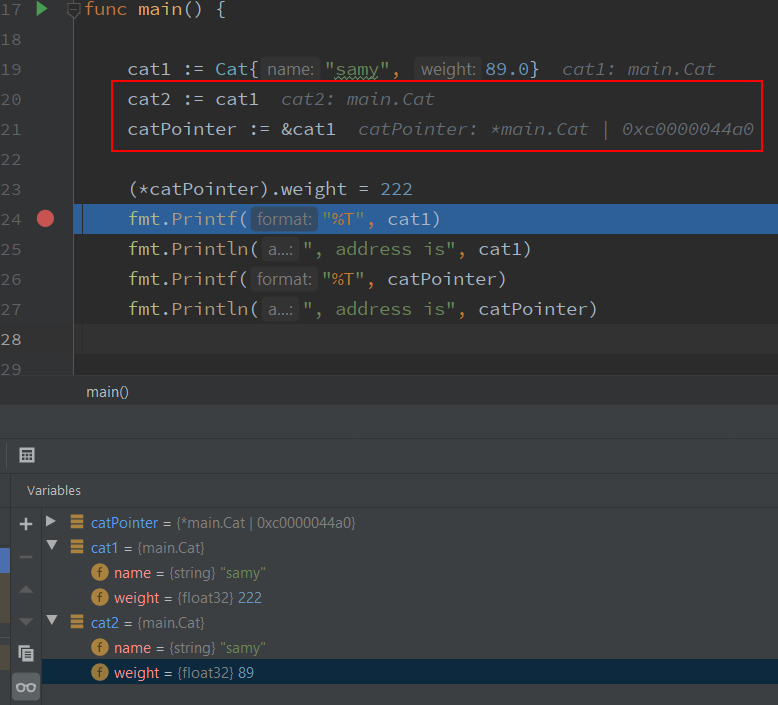 17 func main() {
18
19 cat1 := Cat{ name: "samy", weight: 89.0} cat1: main.Cat
20 cat2 := cat1 cat2: main.Cat
21 catPointer := &cat1 catPointer: *main.Cat | 0xc0000044a0
22
23 (*catPointer).weight = 222
24 fmt.Printf( format: "%T", cat1)
25 fmt.Println( a...: ", address is", cat1)
26 fmt.Printf( format: "%T", catPointer)
27 fmt.Println( a...: ", address is", catPointer)
28
29
main()
Variables
catPointer = {*main.Cat | 0xc0000044a0}
cat1 = {main.Cat}
f name = {string} "samy"
f weight = {float32} 222
cat2 = {main.Cat}
f name = {string} "samy"
f weight = {float32} 89